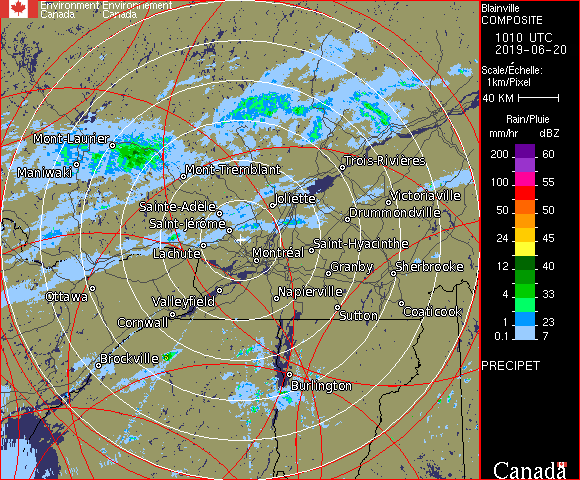 Environment Environnement
Canada Canada
Blainville
COMPOSITE
1010 UTC
2019-06-20
Scale/Échelle:
1km/Pixel
40 KM
Rain/Pluie
mm/hr dBZ
200 60
100 55
50 50
24 45
12 40
4 33
1 23
0.1 7
PRECIPET
Mont-Laurier
Maniwaki
Mont-Tremblant
Trois-Rivières
Sainte-Adèle
Joliette
Victoriaville
Drummondville
Saint-Jérôme
Lachute
Montréal
Saint-Hyacinthe
Granby
Sherbrooke
Ottawa
Valleyfield
Napierville
Cornwall
Sutton
Coaticook
Brockville
Burlington
Canada